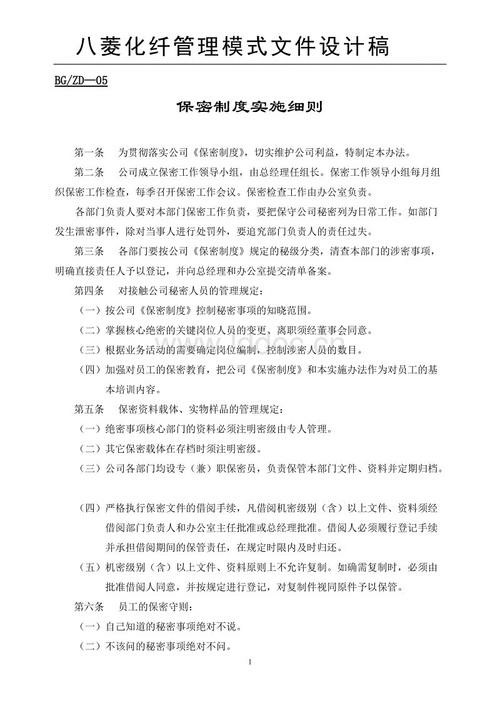 八菱化纤管理模式文件设计稿
BG/ZD—05
保密制度实施细则
第一条 为贯彻落实公司《保密制度》，切实维护公司利益，特制定本办法。
第二条 公司成立保密工作领导小组，由总经理任组长。保密工作领导小组每月组
织保密工作检查，每季召开保密工作会议。保密检查工作由办公室负责。
各部门负责人要对本部门保密工作负责，要把保守公司秘密列为日常工作。如部门
发生泄密事件，除对当事人进行处罚外，要追究部门负责人的责任过失。
第三条 各部门要按公司《保密制度》规定的秘级分类，清查本部门的涉密事项，
明确直接责任人予以登记，并向总经理和办公室提交清单备案。
第四条 对接触公司秘密人员的管理规定：
（一）按公司《保密制度》控制秘密事项的知晓范围。
（二）掌握核心绝密的关键岗位人员的变更、离职须经董事会同意。
（三）根据业务活动的需要确定岗位编制，控制涉密人员的数目。
（四）加强对员工的保密教育，把公司《保密制度》和本实施办法作为对员工的基
本培训内容。
www.lddoc.cn
第五条 保密资料载体、实物样品的管理规定：
（一）绝密事项核心部门的资料必须注明密级由专人管理。
（二）其它保密载体在存档时须注明密级。
（三）公司各部门均设专（兼）职保密员，负责保管本部门文件、资料并定期归档。
（四）严格执行保密文件的借阅手续，凡借阅机密级别（含）以上文件、资料须经
借阅部门负责人和办公室主任批准或总经理批准。借阅人必须履行登记手续
并承担借阅期间的保管责任，在规定时限内及时归还。
（五）机密级别（含）以上文件、资料原则上不允许复制。如确需复制时，必须由
批准借阅人同意，并按规定进行登记，对复制件视同原件予以保管。
第六条 员工的保密守则：
（一）自己知道的秘密事项绝对不说。
（二）不该问的秘密事项绝对不问。
1